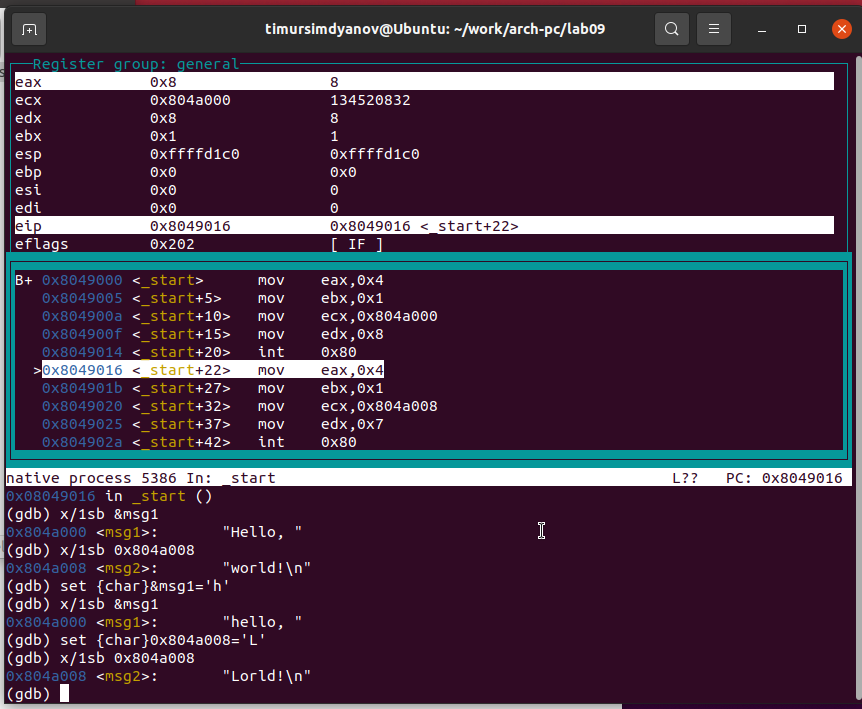 timursimdyanov@Ubuntu: ~/work/arch-pc/lab09
Register group: general
eax 0x8 8
ecx 0x804a000 134520832
edx 0x8 8
ebx 0x1 1
esp 0xffffd1c0 0xffffd1c0
ebp 0x0 0x0
esi 0x0 0
edi 0x0 0
eip 0x8049016 0x8049016 <_start+22>
eflags 0x202 [ IF ]
B+ 0x8049000 <_start> mov eax,0x4
0x8049005 <_start+5> mov ebx,0x1
0x804900a <_start+10> mov ecx,0x804a000
0x804900f <_start+15> mov edx,0x8
0x8049014 <_start+20> int 0x80
>0x8049016 <_start+22> mov eax,0x4
0x804901b <_start+27> mov ebx,0x1
0x8049020 <_start+32> mov ecx,0x804a008
0x8049025 <_start+37> mov edx,0x7
0x804902a <_start+42> int 0x80
native process 5386 In: _start L?? PC: 0x8049016
0x08049016 in _start ()
(gdb) x/1sb &msg1
0x804a000 <msg1>: "Hello, "
(gdb) x/1sb 0x804a008
0x804a008 <msg2>: "world!\n"
(gdb) set {char}&msg1='h'
(gdb) x/1sb &msg1
0x804a000 <msg1>: "hello, "
(gdb) set {char}0x804a008='L'
(gdb) x/1sb 0x804a008
0x804a008 <msg2>: "Lorld!\n"
(gdb)